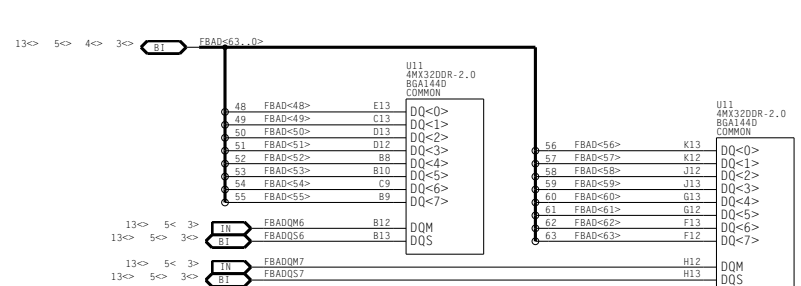 13<> 5<> 4<> 3<> BI FBAD<63..0>
U11
4MX32DDR-2.0
BGA144D
COMMON
48 FBAD<48> E13 DQ<0>
49 FBAD<49> C13 DQ<1>
50 FBAD<50> D13 DQ<2>
51 FBAD<51> D12 DQ<3>
52 FBAD<52> B8 DQ<4>
53 FBAD<53> B10 DQ<5>
54 FBAD<54> C9 DQ<6>
55 FBAD<55> B9 DQ<7>
13<> 5< 3> IN FBADQM6 B12 DQM
13<> 5<> 3<> BI FBADQS6 B13 DQS
U11
4MX32DDR-2.0
BGA144D
COMMON
56 FBAD<56> K13 DQ<0>
57 FBAD<57> K12 DQ<1>
58 FBAD<58> J12 DQ<2>
59 FBAD<59> J13 DQ<3>
60 FBAD<60> G13 DQ<4>
61 FBAD<61> G12 DQ<5>
62 FBAD<62> F13 DQ<6>
63 FBAD<63> F12 DQ<7>
13<> 5< 3> IN FBADQM7 H12 DQM
13<> 5<> 3<> BI FBADQS7 H13 DQS